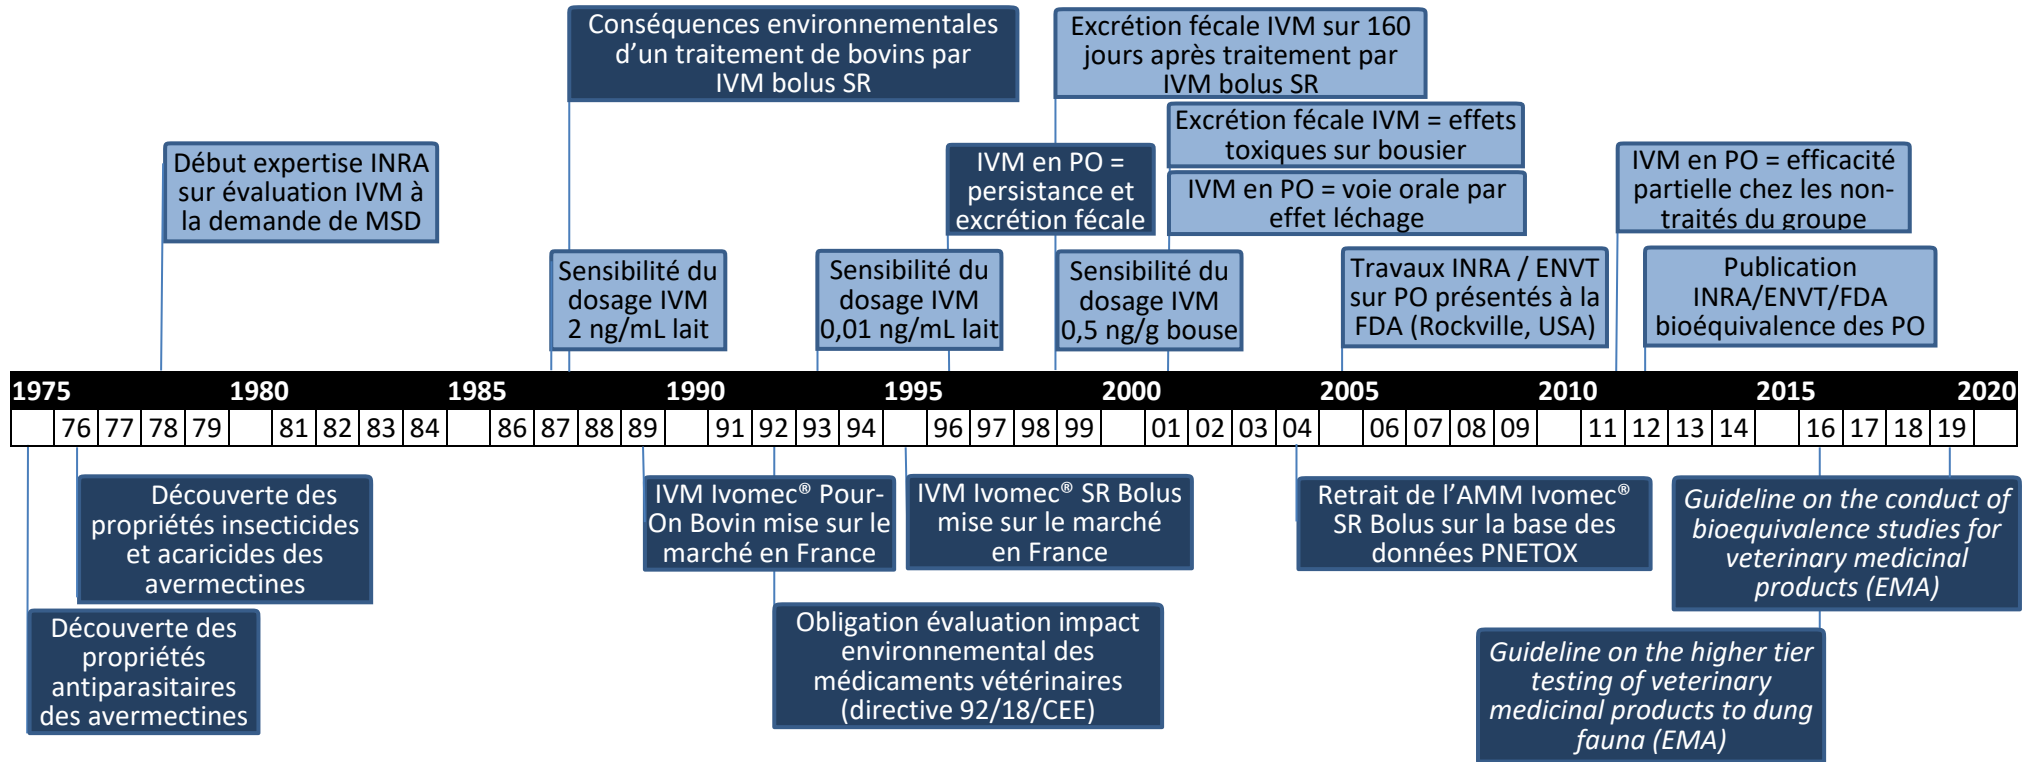 Conséquences environnementales
d’un traitement de bovins par
IVM bolus SR
Excrétion fécale IVM sur 160
jours après traitement par
IVM bolus SR
Excrétion fécale IVM = effets
toxiques sur bousier
Début expertise INRA
sur évaluation IVM à
la demande de MSD
IVM en PO =
persistance et
excrétion fécale
IVM en PO = voie orale par
effet léchage
IVM en PO = efficacité
partielle chez les non-
traités du groupe
Sensibilité du
dosage IVM
2 ng/mL lait
Sensibilité du
dosage IVM
0,01 ng/mL lait
Sensibilité du
dosage IVM
0,5 ng/g bouse
Travaux INRA / ENVT
sur PO présentés à la
FDA (Rockville, USA)
Publication
INRA/ENVT/FDA
bioéquivalence des PO
1975 1980 1985 1990 1995 2000 2005 2010 2015 2020
76 77 78 79 81 82 83 84 86 87 88 89 91 92 93 94 96 97 98 99 01 02 03 04 06 07 08 09 11 12 13 14 16 17 18 19
Découverte des
propriétés insecticides
et acaricides des
avermectines
IVM Ivomec® Pour-
On Bovin mise sur le
marché en France
IVM Ivomec® SR Bolus
mise sur le marché
en France
Retrait de l’AMM Ivomec®
SR Bolus sur la base des
données PNETOX
Guideline on the conduct of
bioequivalence studies for
veterinary medicinal
products (EMA)
Découverte des
propriétés
antiparasitaires
des avermectines
Obligation évaluation impact
environnemental des
médicaments vétérinaires
(directive 92/18/CEE)
Guideline on the higher tier
testing of veterinary
medicinal products to dung
fauna (EMA)